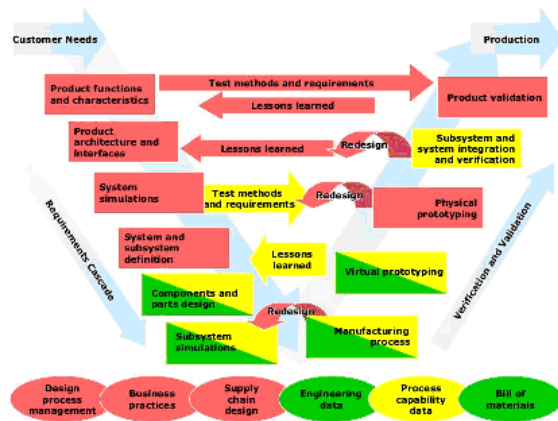 Customer Needs
Production
Product functions
and characteristics
Test methods and requirements
Lessons learned
Product validation
Product
architecture and
interfaces
Lessons learned
Redesign
Subsystem and
system integration
and verification
System
simulations
Test methods
and requirements
Redesign
Physical
prototyping
System and
subsystem
definition
Lessons
learned
Virtual prototyping
Components and
parts design
Redesign
Subsystem
simulations
Manufacturing
process
Requirements Cascade
Verification and Validation
Design
process
management
Business
practices
Supply
chain
design
Engineering
data
Process
capability
data
Bill of
materials